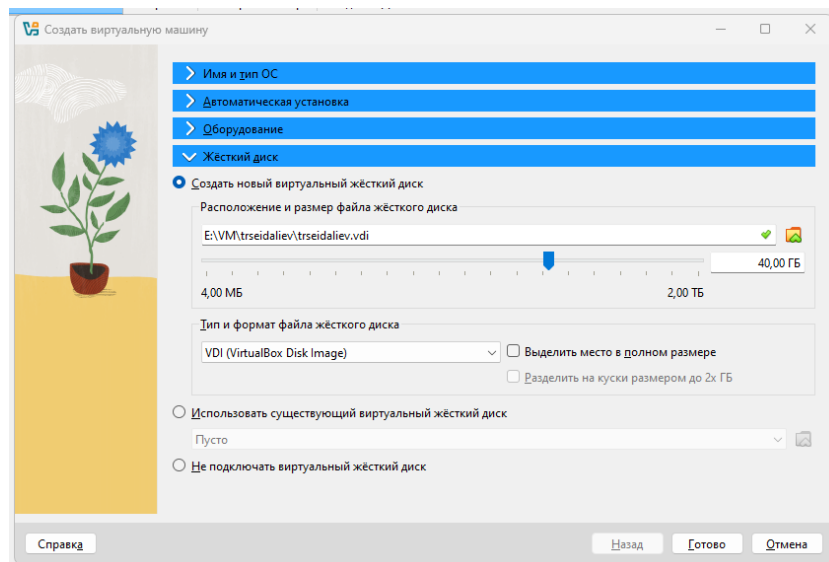 Создать виртуальную машину
Имя и тип ОС
Автоматическая установка
Оборудование
Жёсткий диск
Создать новый виртуальный жёсткий диск
Расположение и размер файла жёсткого диска
E:\VM\trseidaliev\trseidaliev.vdi
40,00 ГБ
4,00 МБ 2,00 ТБ
Тип и формат файла жёсткого диска
VDI (VirtualBox Disk Image) Выделить место в полном размере
Разделить на куски размером до 2х ГБ
Использовать существующий виртуальный жёсткий диск
Пусто
Не подключать виртуальный жёсткий диск
Справка Назад Готово Отмена